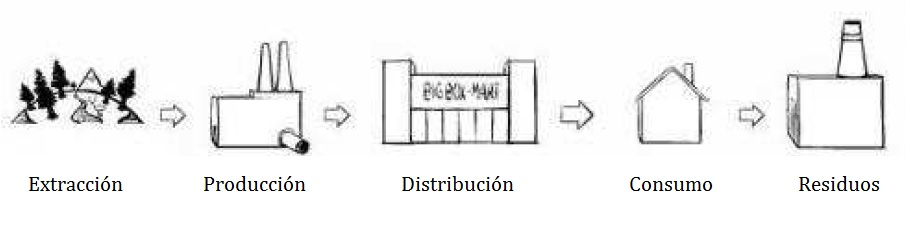 BIG BOX-MART
Extracción
Producción
Distribución
Consumo
Residuos